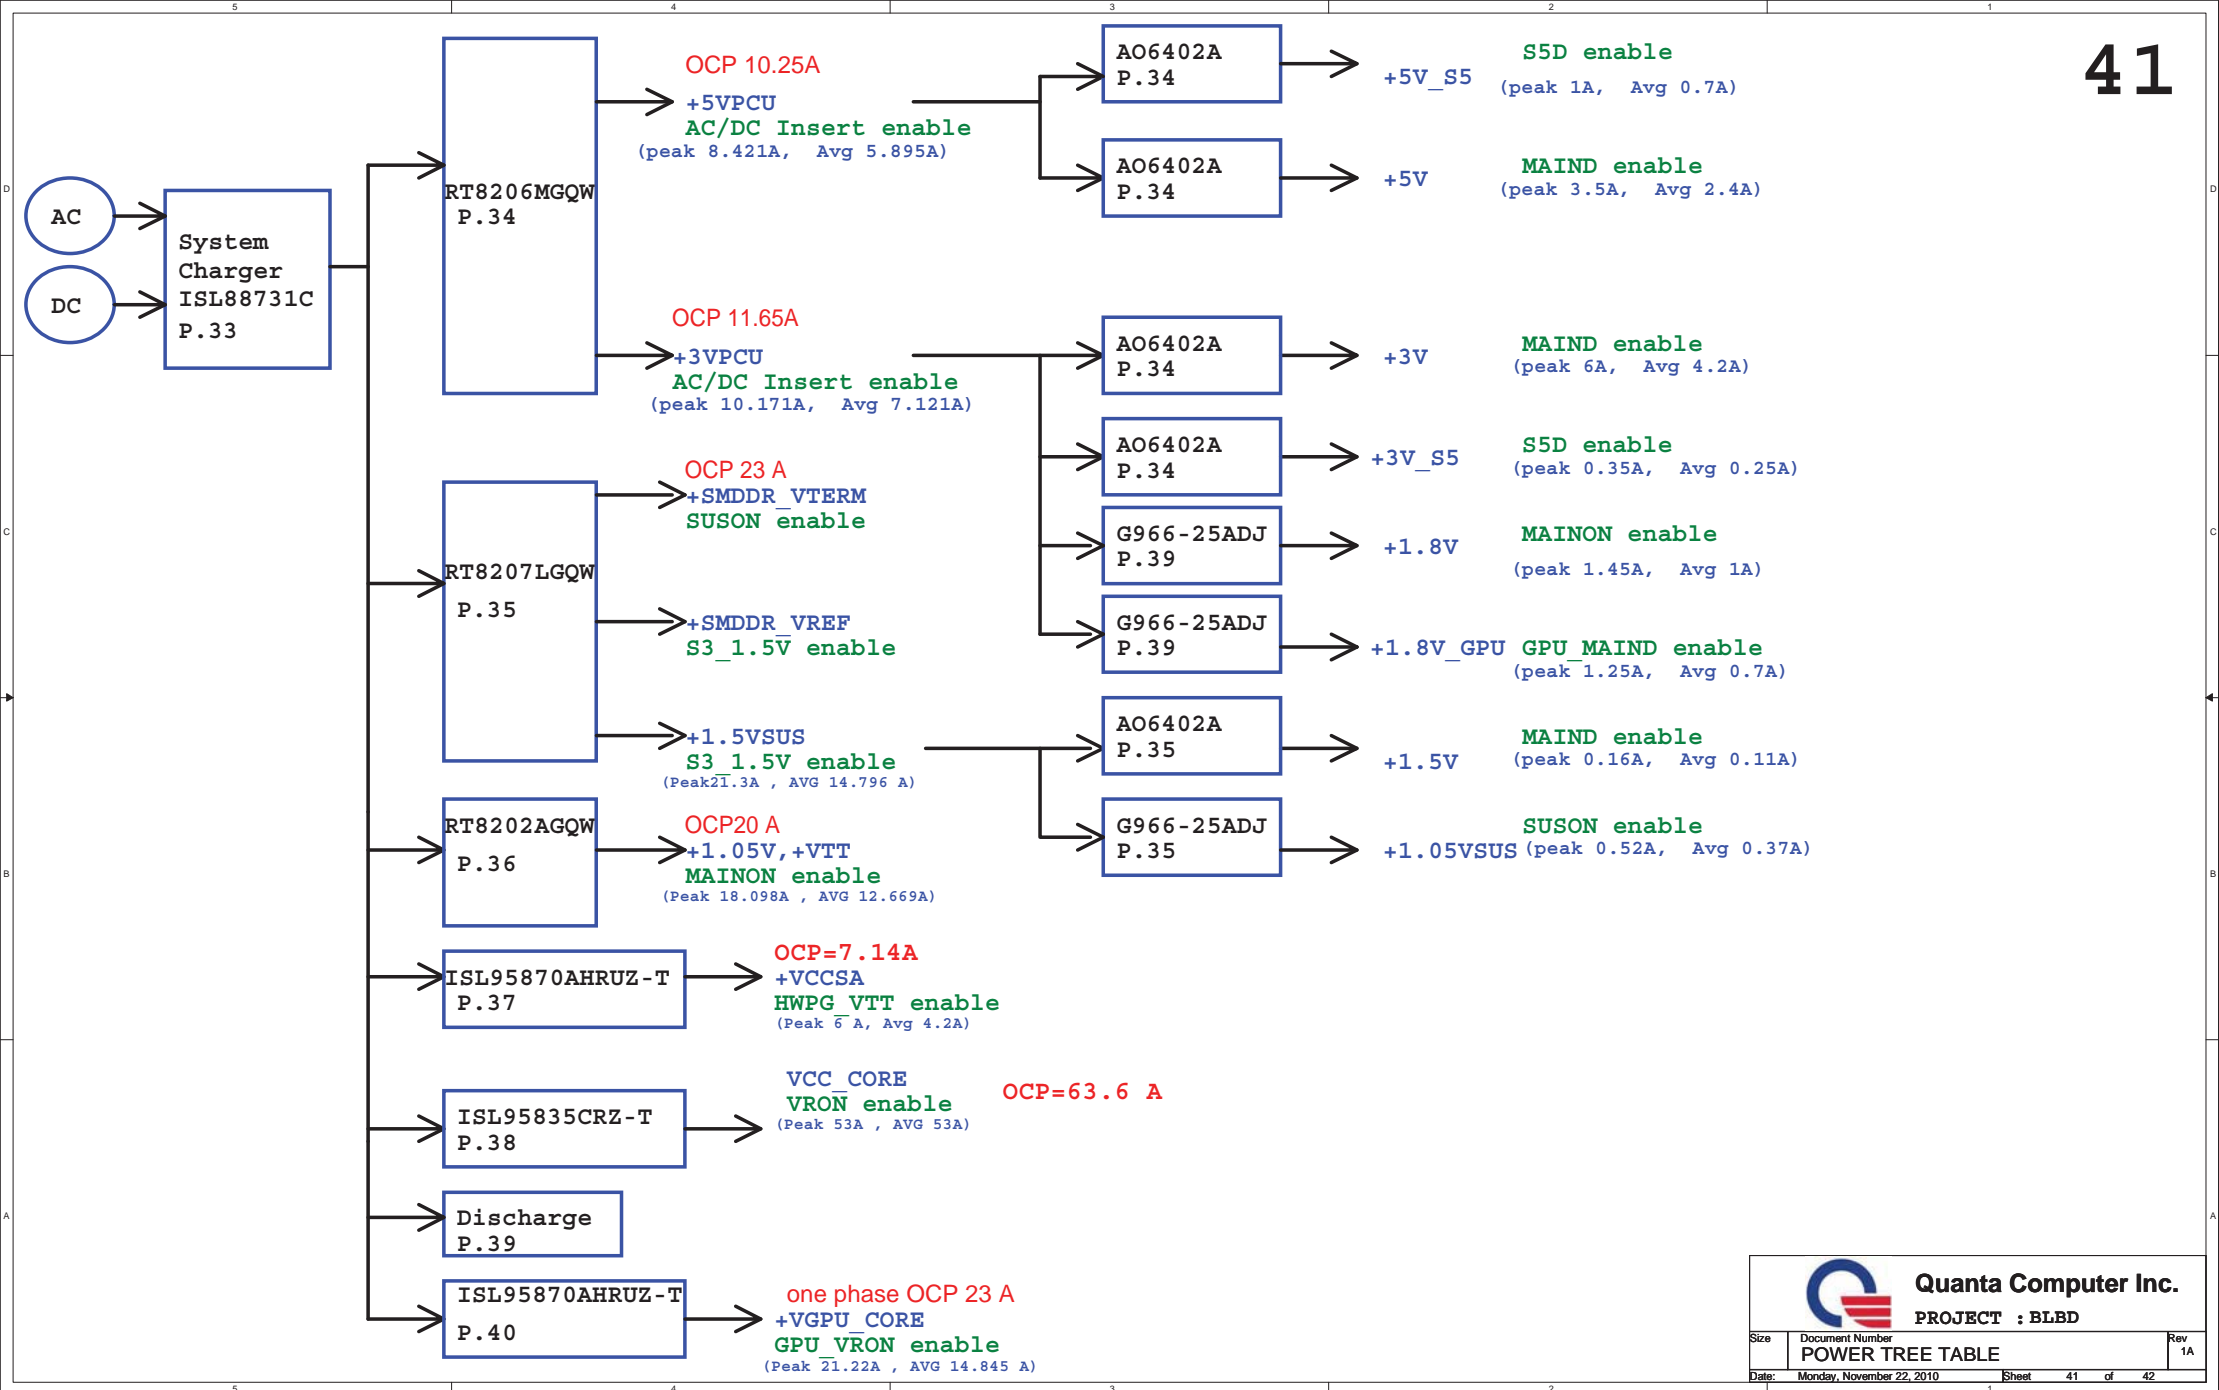 5 4 3 2 1
41
D
C
B
A
D
C
B
A
AC
DC
System
Charger
ISL88731C
P.33
RT8206MGQW
P.34
OCP 10.25A
+5VPCU
AC/DC Insert enable
(peak 8.421A, Avg 5.895A)
OCP 11.65A
+3VPCU
AC/DC Insert enable
(peak 10.171A, Avg 7.121A)
RT8207LGQW
P.35
OCP 23 A
+SMDDR_VTERM
SUSON enable
+SMDDR_VREF
S3_1.5V enable
+1.5VSUS
S3_1.5V enable
(Peak21.3A , AVG 14.796 A)
RT8202AGQW
P.36
OCP20 A
+1.05V,+VTT
MAINON enable
(Peak 18.098A , AVG 12.669A)
ISL95870AHRUZ-T
P.37
OCP=7.14A
+VCCSA
HWPG_VTT enable
(Peak 6 A, Avg 4.2A)
ISL95835CRZ-T
P.38
VCC_CORE
VRON enable
(Peak 53A , AVG 53A)
OCP=63.6 A
Discharge
P.39
ISL95870AHRUZ-T
P.40
one phase OCP 23 A
+VGPU_CORE
GPU_VRON enable
(Peak 21.22A , AVG 14.845 A)
AO6402A
P.34
+5V_S5
S5D enable
(peak 1A, Avg 0.7A)
AO6402A
P.34
+5V
MAIND enable
(peak 3.5A, Avg 2.4A)
AO6402A
P.34
+3V
MAIND enable
(peak 6A, Avg 4.2A)
AO6402A
P.34
+3V_S5
S5D enable
(peak 0.35A, Avg 0.25A)
G966-25ADJ
P.39
+1.8V
MAINON enable
(peak 1.45A, Avg 1A)
G966-25ADJ
P.39
+1.8V_GPU
GPU_MAIND enable
(peak 1.25A, Avg 0.7A)
AO6402A
P.35
+1.5V
MAIND enable
(peak 0.16A, Avg 0.11A)
G966-25ADJ
P.35
+1.05VSUS
SUSON enable
(peak 0.52A, Avg 0.37A)
Quanta Computer Inc.
PROJECT : BLBD
Size Document Number Rev
POWER TREE TABLE 1A
Date: Monday, November 22, 2010 Sheet 41 of 42
5 4 3 2 1